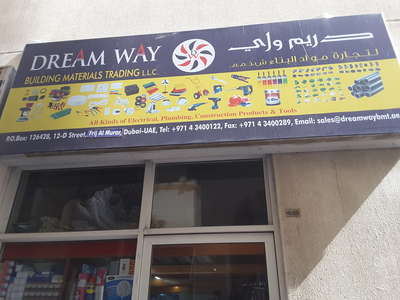 DREAM WAY
دريم واي
BUILDING MATERIALS TRADING L.L.C
لتجارة مواد البناء ش.ذ.م.م
All Kinds of Electrical, Plumbing, Construction Products & Tools
P.O.Box: 126428, 12-D Street, Frij Al Murar, Dubai-UAE, Tel: +971 4 3400122, Fax: +971 4 3400289, Email: sales@dreamwaybmt.ae